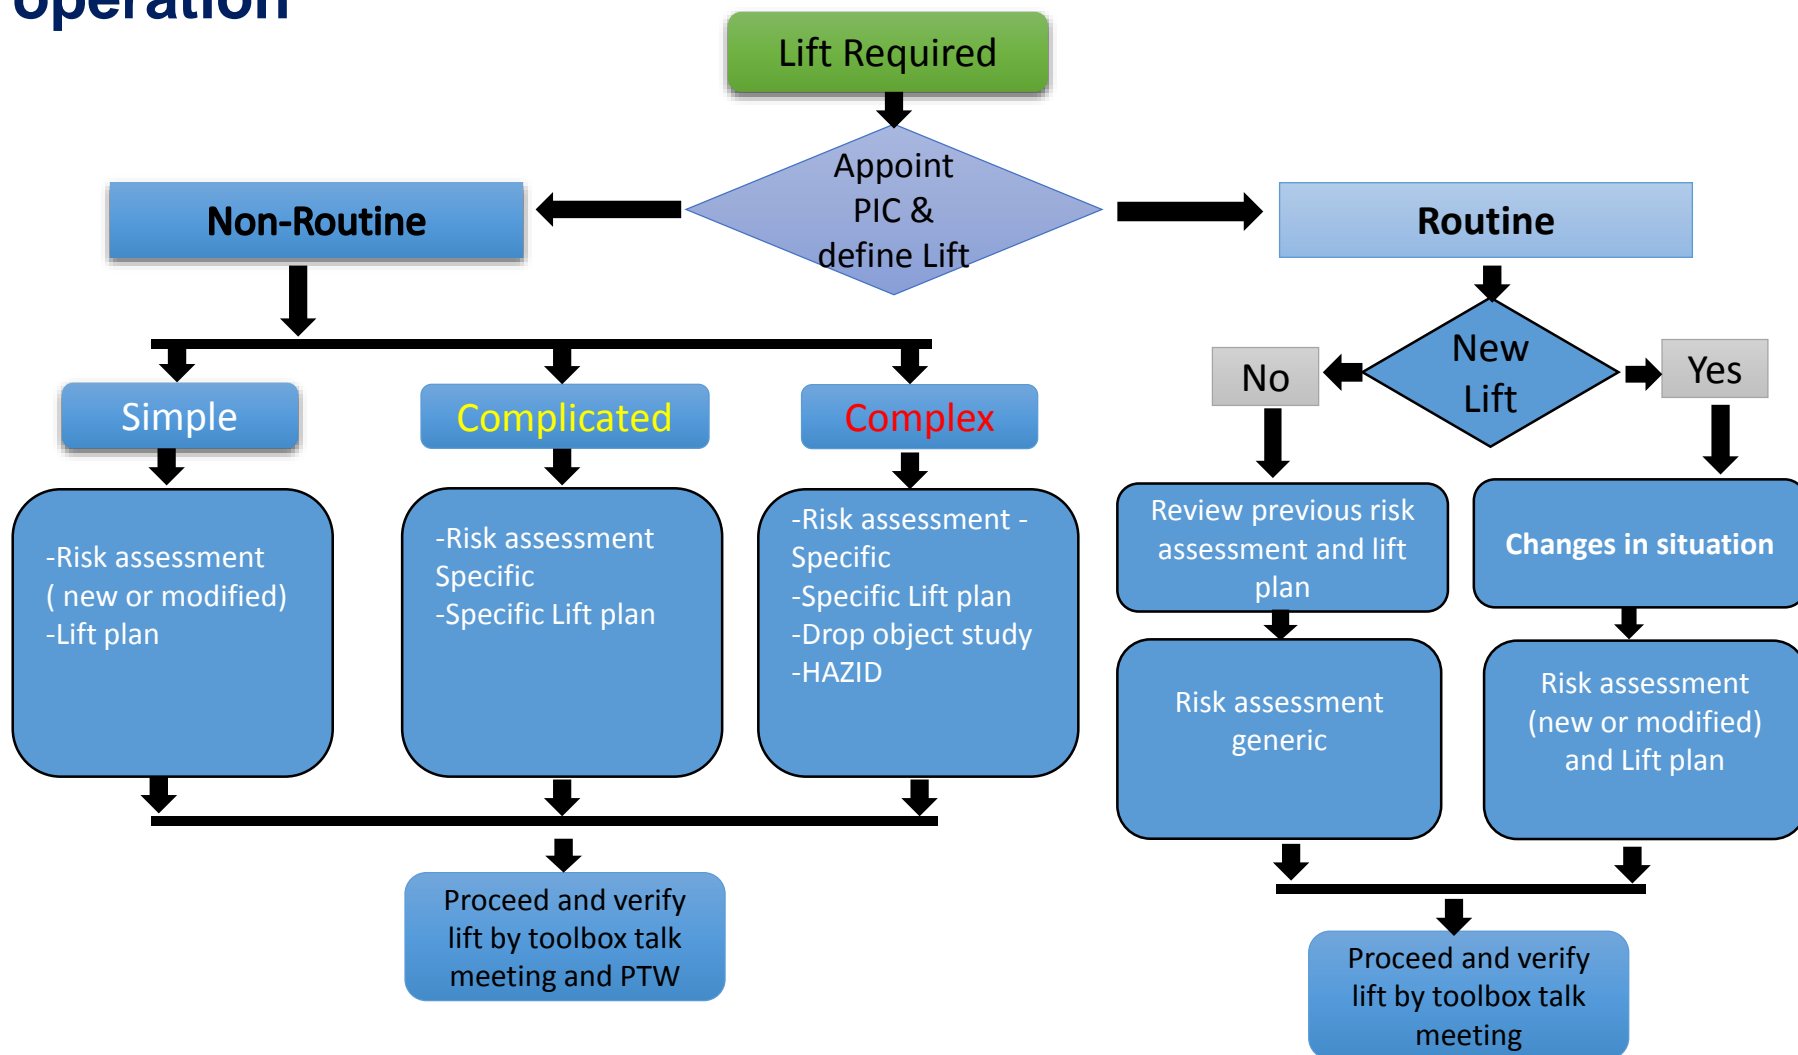 operation
Lift Required
Appoint
PIC &
define Lift
Non-Routine
Routine
New
Lift
No
Yes
Simple
Complicated
Complex
-Risk assessment
( new or modified)
-Lift plan
-Risk assessment
Specific
-Specific Lift plan
-Risk assessment -
Specific
-Specific Lift plan
-Drop object study
-HAZID
Review previous risk
assessment and lift
plan
Changes in situation
Risk assessment
generic
Risk assessment
(new or modified)
and Lift plan
Proceed and verify
lift by toolbox talk
meeting and PTW
Proceed and verify
lift by toolbox talk
meeting